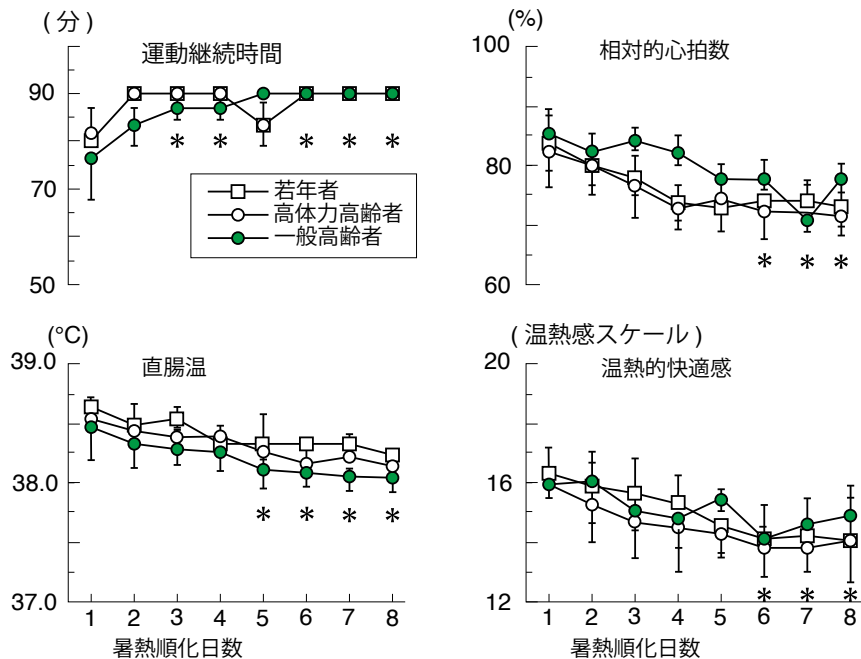 (分)
運動継続時間
90
70
50
* * * * *
若年者
高体力高齢者
一般高齢者
(%)
相対的心拍数
100
80
60
* * *
(°C)
直腸温
39.0
38.0
37.0
* * * *
1 2 3 4 5 6 7 8
暑熱順化日数
(温熱感スケール)
温熱的快適感
20
16
12
* * *
1 2 3 4 5 6 7 8
暑熱順化日数